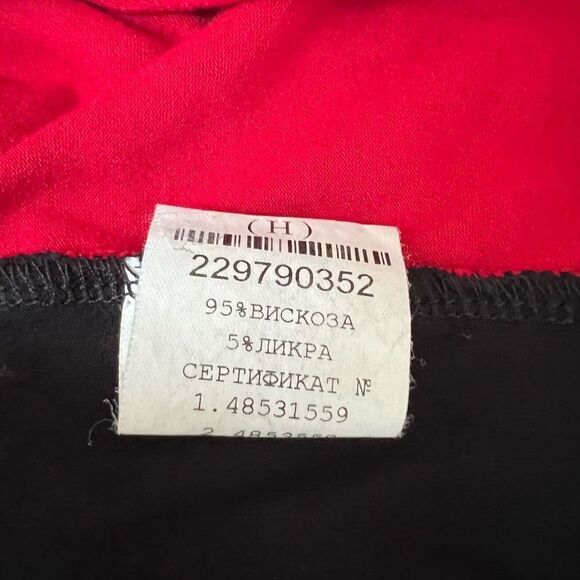 (H)
229790352
95%ВИСКОЗА
5%ЛИКРА
СЕРТИФИКАТ №
1.48531559